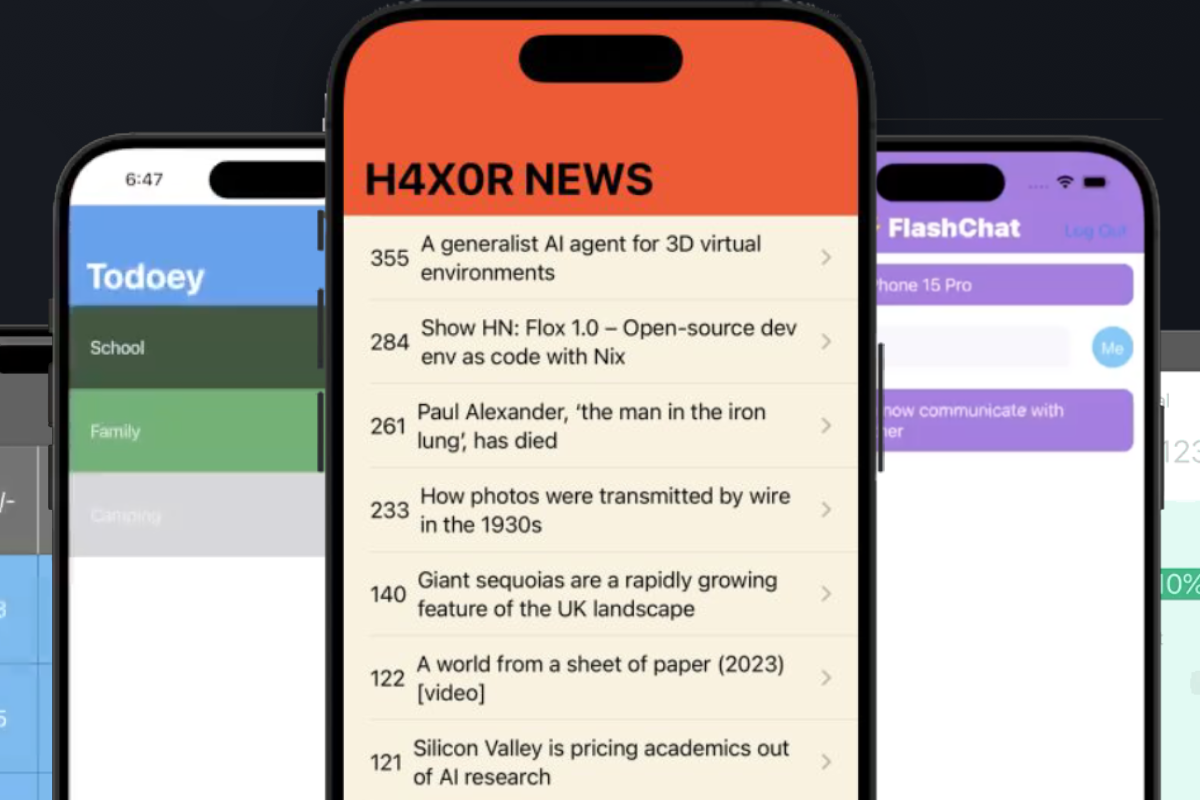 6:47
Todoey
School
Family
Camping
/-
3
5
H4X0R NEWS
355 A generalist AI agent for 3D virtual
environments
284 Show HN: Flox 1.0 – Open-source dev
env as code with Nix
261 Paul Alexander, ‘the man in the iron
lung’, has died
233 How photos were transmitted by wire
in the 1930s
140 Giant sequoias are a rapidly growing
feature of the UK landscape
122 A world from a sheet of paper (2023)
[video]
121 Silicon Valley is pricing academics out
of AI research
FlashChat
Log Out
hone 15 Pro
Me
now communicate with
her
al
123
10%